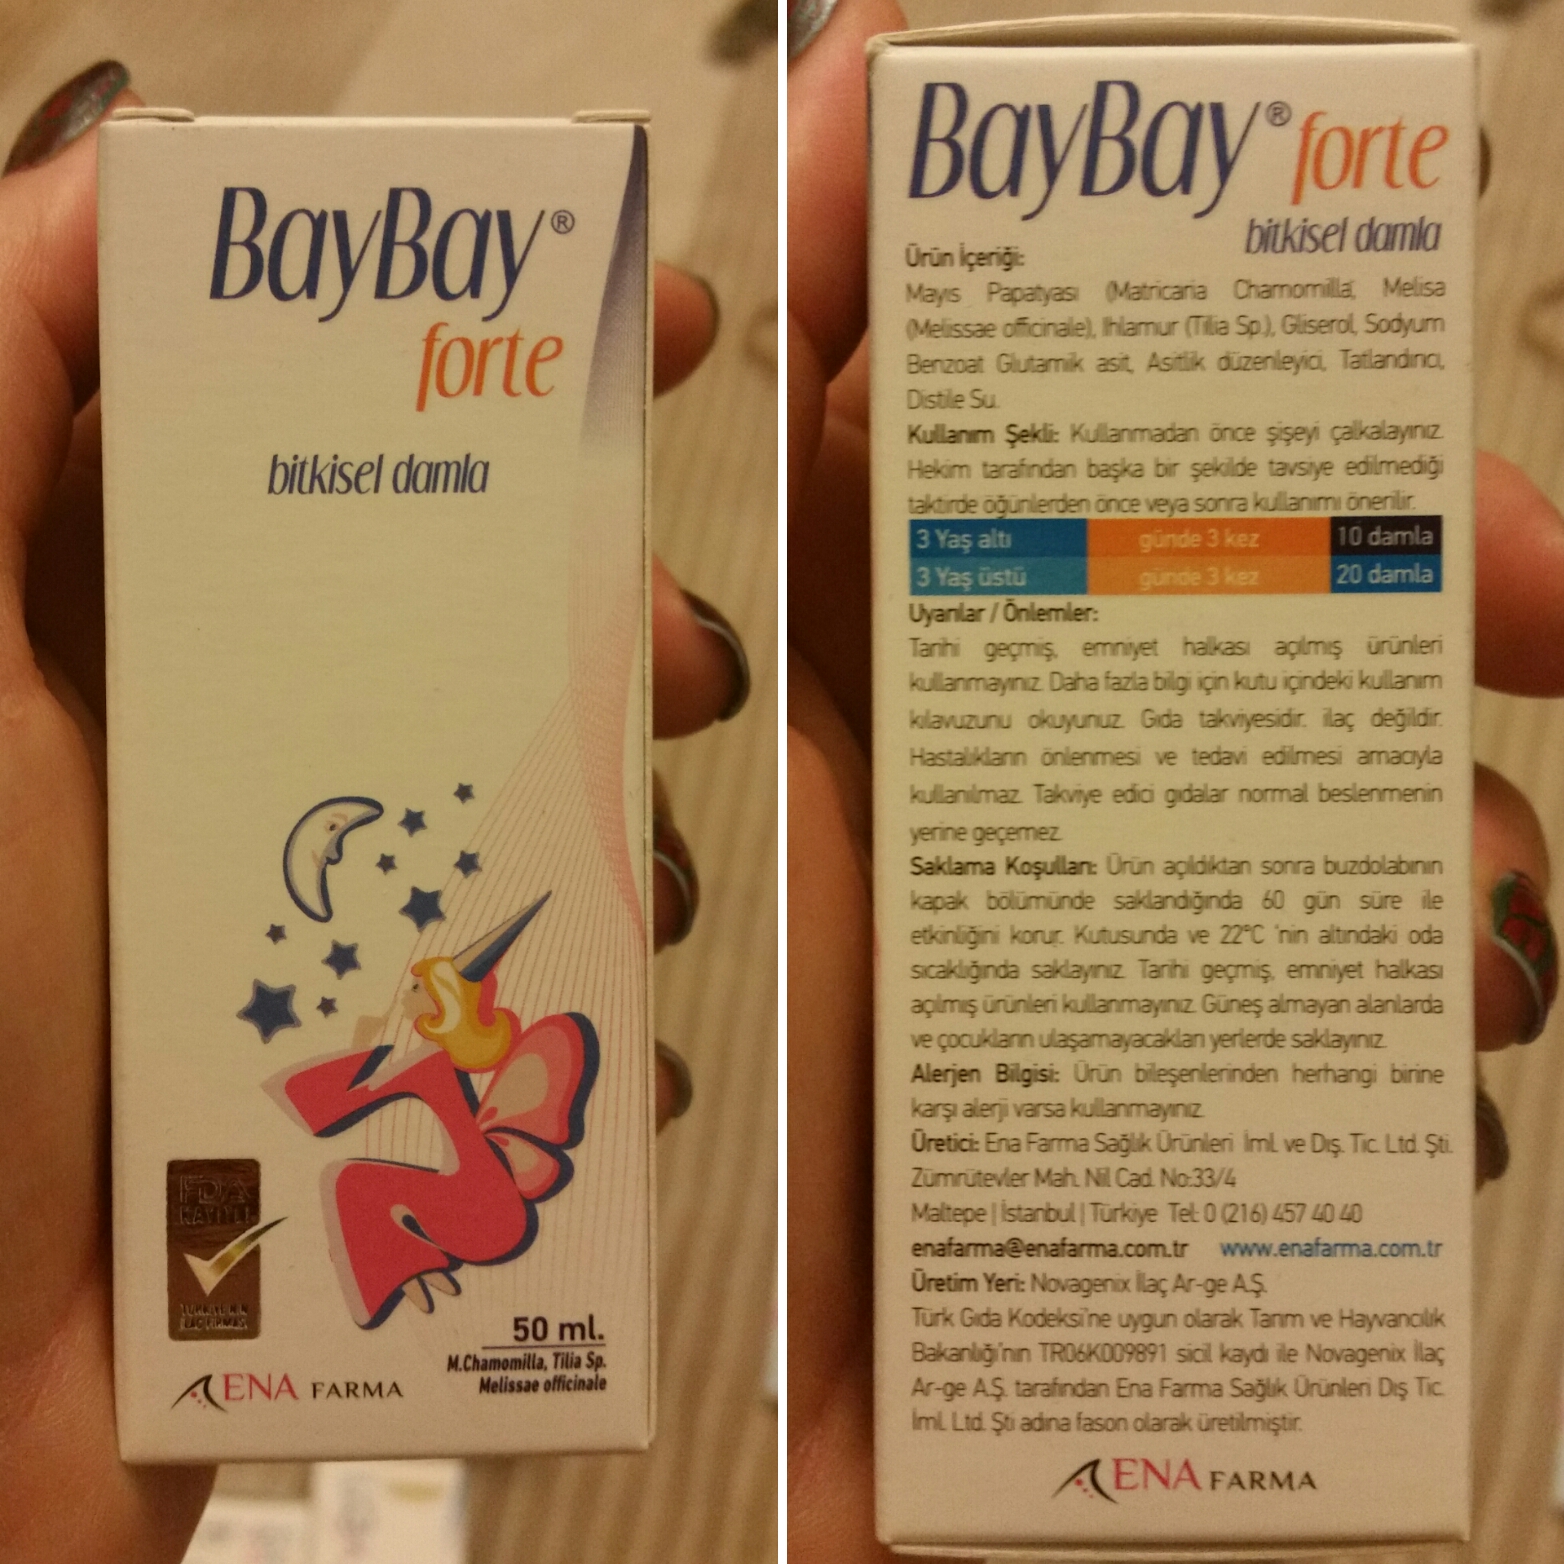 BayBay®
forte
bitkisel damla
FDA
KAYITLI
50 ml.
M.Chamomilla, Tilia Sp.
Melissae officinale
ENA FARMA
BayBay® forte
bitkisel damla
Ürün İçeriği:
Mayıs Papatyası (Matricaria Chamomilla, Melisa
(Melissae officinale), Ihlamur (Tilia Sp.), Gliserol, Sodyum
Benzoat Glutamik asit, Asitlik düzenleyici, Tatlandırıcı,
Distile Su.
Kullanım Şekli: Kullanmadan önce şişeyi çalkalayınız.
Hekim tarafından başka bir şekilde tavsiye edilmediği
taktirde öğünlerden önce veya sonra kullanımı önerilir.
3 Yaş altı günde 3 kez 10 damla
3 Yaş üstü günde 3 kez 20 damla
Uyarılar / Önlemler:
Tarihi geçmiş, emniyet halkası açılmış ürünleri
kullanmayınız. Daha fazla bilgi için kutu içindeki kullanım
kılavuzunu okuyunuz. Gıda takviyesidir. ilaç değildir.
Hastalıkların önlenmesi ve tedavi edilmesi amacıyla
kullanılmaz. Takviye edici gıdalar normal beslenmenin
yerine geçemez.
Saklama Koşulları: Ürün açıldıktan sonra buzdolabının
kapak bölümünde saklandığında 60 gün süre ile
etkinliğini korur. Kutusunda ve 22°C 'nin altındaki oda
sıcaklığında saklayınız. Tarihi geçmiş, emniyet halkası
açılmış ürünleri kullanmayınız. Güneş almayan alanlarda
ve çocukların ulaşamayacakları yerlerde saklayınız.
Alerjen Bilgisi: Ürün bileşenlerinden herhangi birine
karşı alerji varsa kullanmayınız.
Üretici: Ena Farma Sağlık Ürünleri İml. ve Dış. Tic. Ltd. Şti.
Zümrütevler Mah. Nil Cad. No:33/4
Maltepe | İstanbul | Türkiye Tel: 0 (216) 457 40 40
enafarma@enafarma.com.tr www.enafarma.com.tr
Üretim Yeri: Novagenix İlaç Ar-ge A.Ş.
Türk Gıda Kodeksi'ne uygun olarak Tarım ve Hayvancılık
Bakanlığı'nın TR06K009891 sicil kaydı ile Novagenix İlaç
Ar-ge A.Ş. tarafından Ena Farma Sağlık Ürünleri Dış Tic.
İml. Ltd. Şti adına fason olarak üretilmiştir.
ENA FARMA